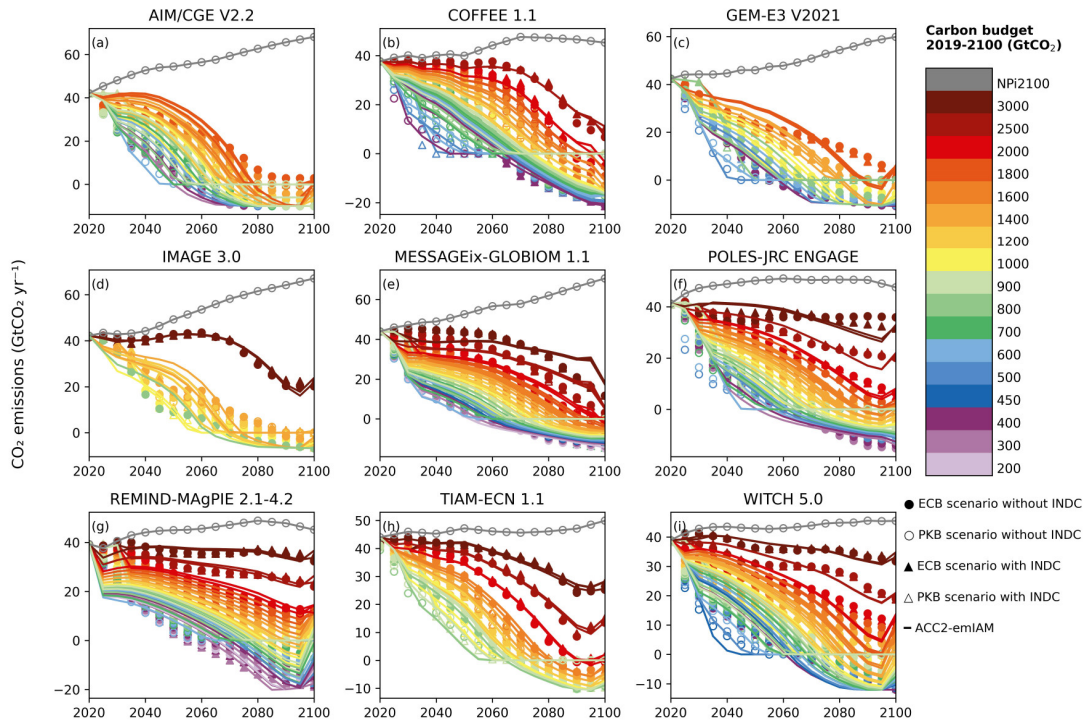 AIM/CGE V2.2
COFFEE 1.1
GEM-E3 V2021
Carbon budget
2019-2100 (GtCO₂)
(a)
(b)
(c)
60
40
20
0
40
20
0
−20
60
40
20
0
2020 2040 2060 2080 2100
2020 2040 2060 2080 2100
2020 2040 2060 2080 2100
NPi2100
3000
2500
2000
1600
1400
1200
1000
900
800
700
600
500
450
400
300
200
IMAGE 3.0
MESSAGEix-GLOBIOM 1.1
POLES-JRC ENGAGE
(d)
(e)
(f)
60
40
20
0
60
40
20
0
40
20
0
2020 2040 2060 2080 2100
2020 2040 2060 2080 2100
2020 2040 2060 2080 2100
CO₂ emissions (GtCO₂ yr⁻¹)
REMIND-MAgPIE 2.1-4.2
TIAM-ECN 1.1
WITCH 5.0
(g)
(h)
(i)
40
20
0
−20
50
40
30
20
10
0
−10
40
30
20
10
0
−10
2020 2040 2060 2080 2100
2020 2040 2060 2080 2100
2020 2040 2060 2080 2100
ECB scenario without INDC
PKB scenario without INDC
ECB scenario with INDC
PKB scenario with INDC
ACC2-emIAM